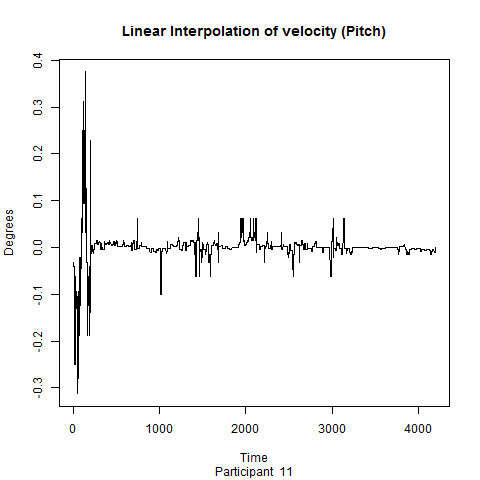 Linear Interpolation of velocity (Pitch)
0.4
0.3
0.2
0.1
0.0
-0.1
-0.2
-0.3
Degrees
0 1000 2000 3000 4000
Time
Participant 11